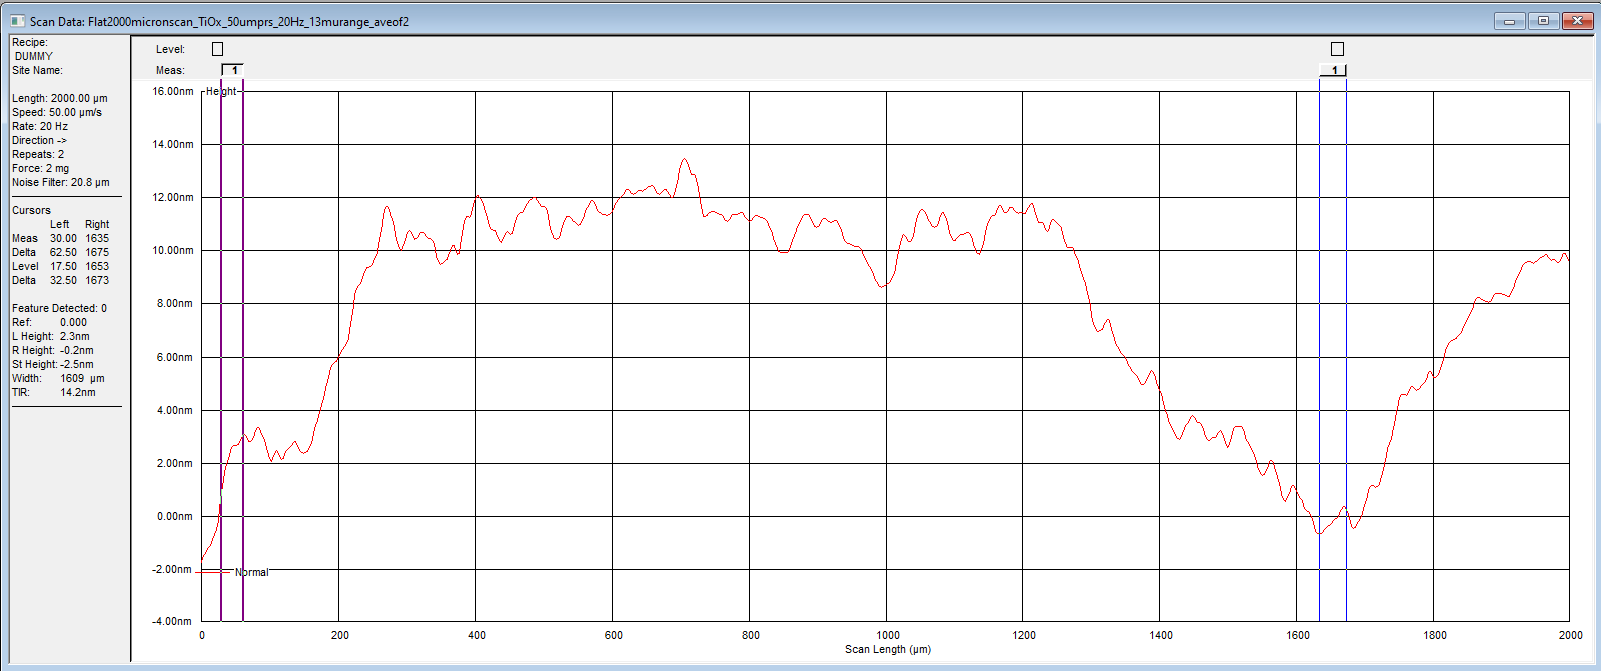 Scan Data: Flat2000micronscan_TiOx_50umprs_20Hz_13murange_aveof2
Recipe:
DUMMY
Site Name:
Length: 2000.00 µm
Speed: 50.00 µm/s
Rate: 20 Hz
Direction ->
Repeats: 2
Force: 2 mg
Noise Filter: 20.8 µm
Cursors
Left Right
Meas 30.00 1635
Delta 62.50 1675
Level 17.50 1653
Delta 32.50 1673
Feature Detected: 0
Ref: 0.000
L Height: 2.3nm
R Height: -0.2nm
St Height: -2.5nm
Width: 1609 µm
TIR: 14.2nm
Level:
Meas: 1 1
Height
16.00nm
14.00nm
12.00nm
10.00nm
8.00nm
6.00nm
4.00nm
2.00nm
0.00nm
-2.00nm
Normal
-4.00nm
0 200 400 600 800 1000 1200 1400 1600 1800 2000
Scan Length (µm)